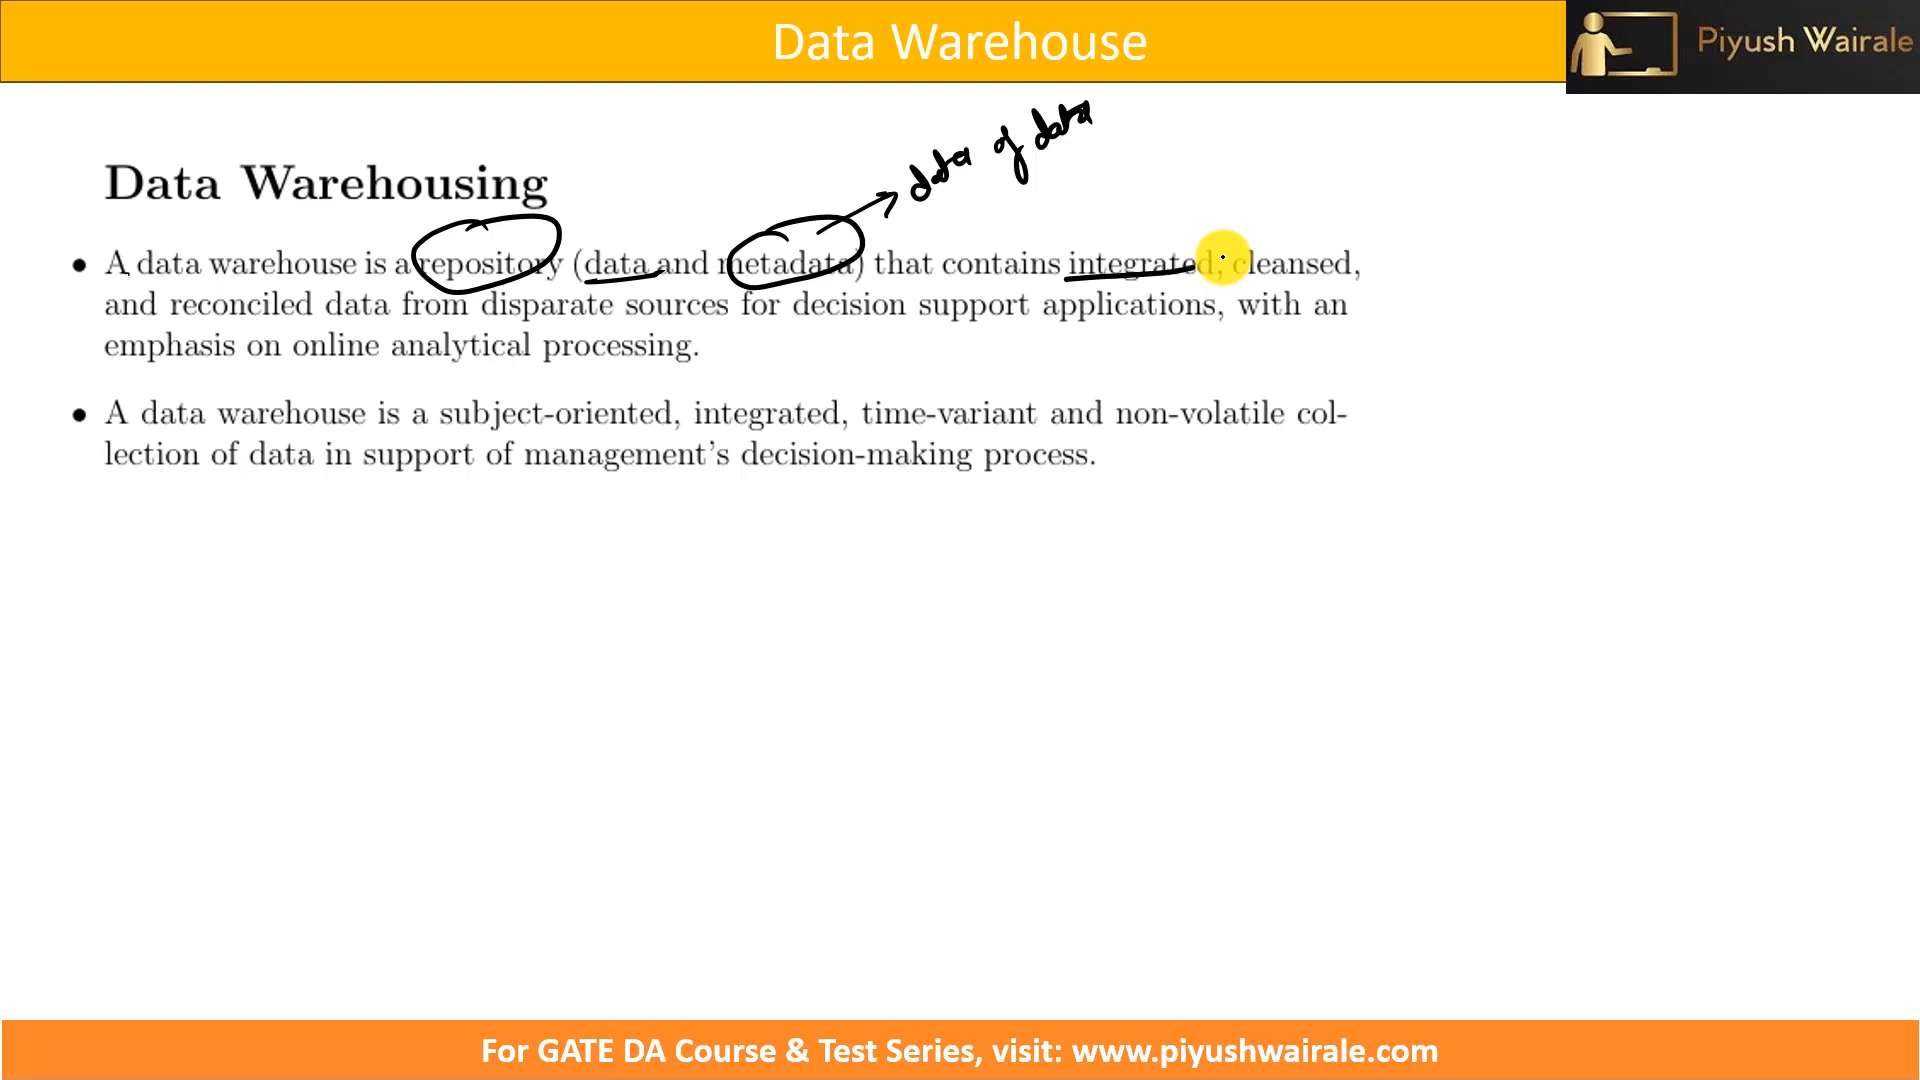 Data Warehouse
Piyush Wairale
data of data
Data Warehousing
• A data warehouse is a repository (data and metadata) that contains integrated, cleansed,
and reconciled data from disparate sources for decision support applications, with an
emphasis on online analytical processing.
• A data warehouse is a subject-oriented, integrated, time-variant and non-volatile col-
lection of data in support of management's decision-making process.
For GATE DA Course & Test Series, visit: www.piyushwairale.com